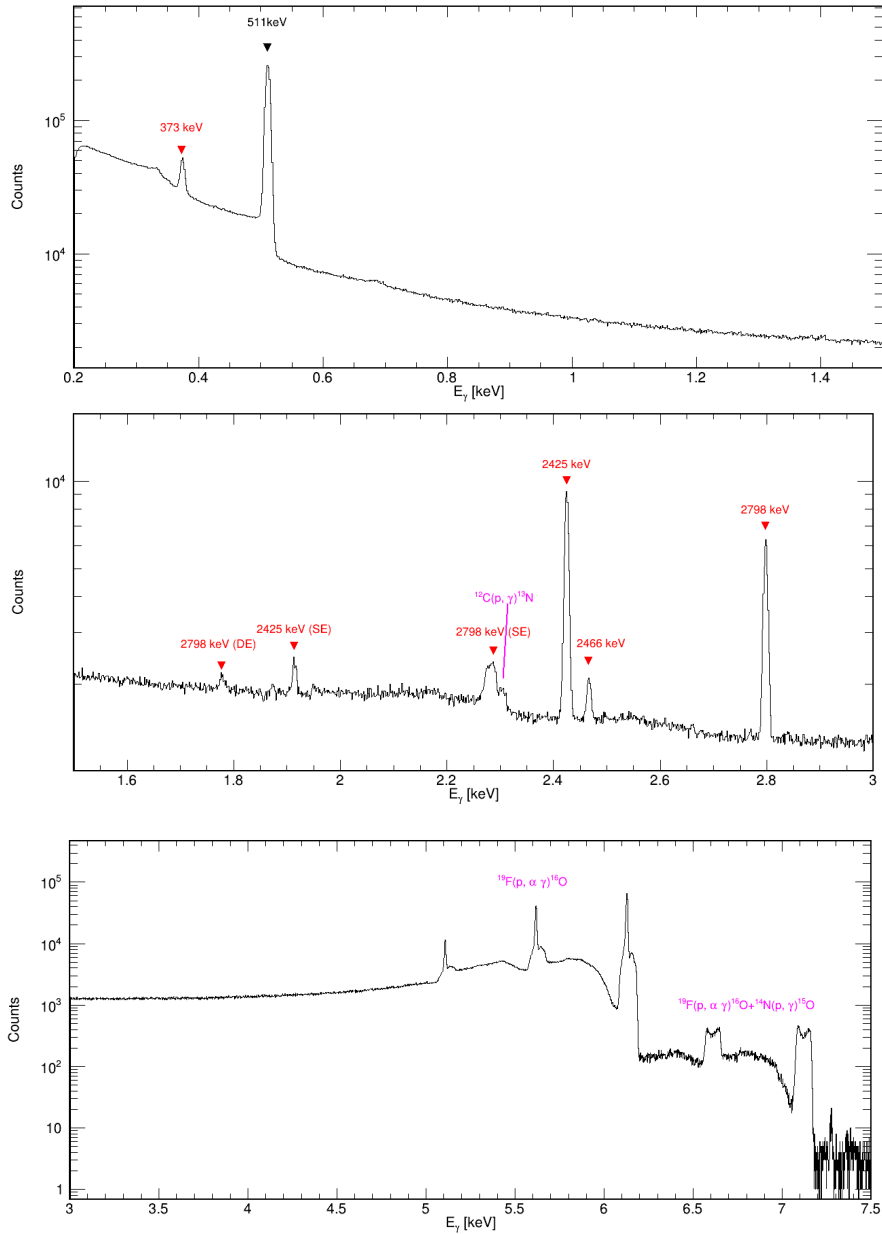 511keV
373 keV
10⁵
10⁴
Counts
0.2 0.4 0.6 0.8 1 1.2 1.4
E_γ [keV]
10⁴
2425 keV
2798 keV
¹²C(p, γ)¹³N
2425 keV (SE)
2798 keV (SE)
2798 keV (DE)
2466 keV
Counts
1.6 1.8 2 2.2 2.4 2.6 2.8 3
E_γ [keV]
10⁵
¹⁹F(p, α γ)¹⁶O
10⁴
10³
¹⁹F(p, α γ)¹⁶O+¹⁴N(p, γ)¹⁵O
10²
10
1
Counts
3 3.5 4 4.5 5 5.5 6 6.5 7 7.5
E_γ [keV]